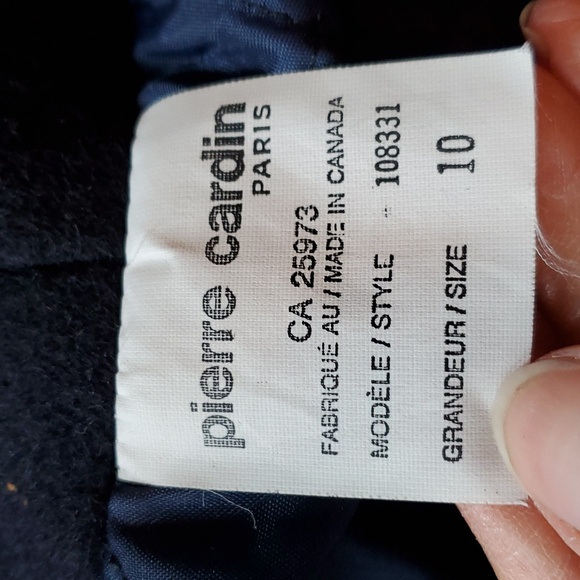 pierre cardin
PARIS
CA 25973
FABRIQUÉ AU / MADE IN CANADA
MODÈLE / STYLE - 108331
GRANDEUR / SIZE 10